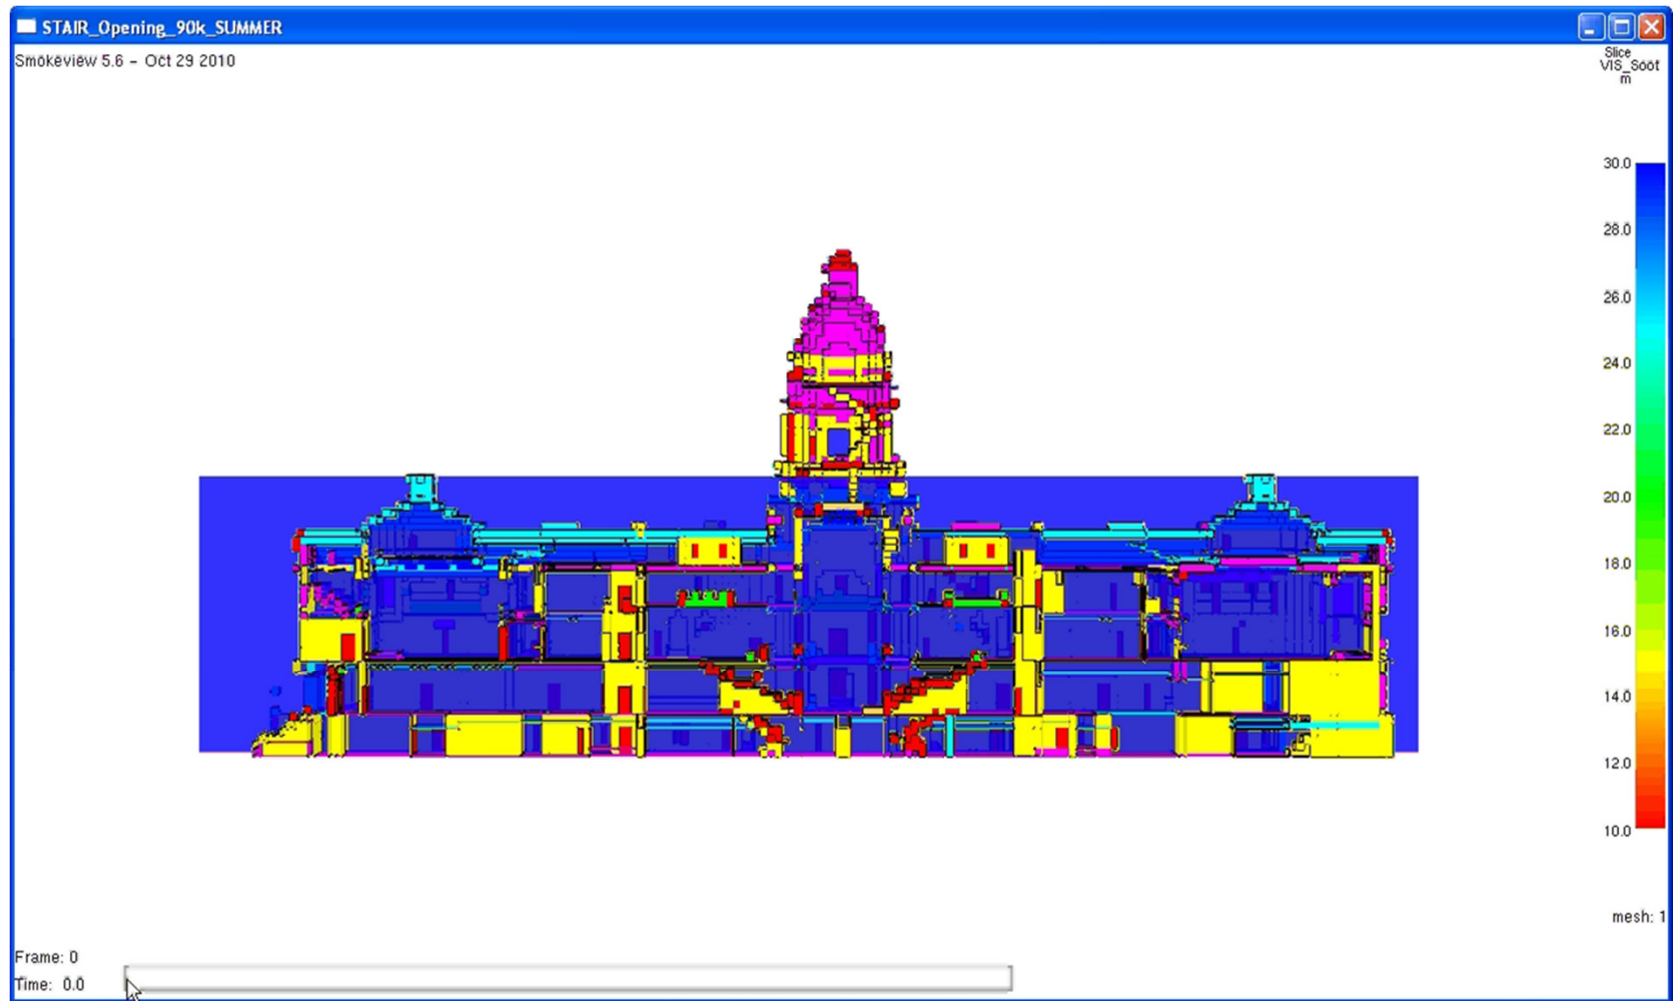 STAIR_Opening_90k_SUMMER
Smokeview 5.6 - Oct 29 2010
Slice
VIS_Soot
m
30.0
28.0
26.0
24.0
22.0
20.0
18.0
16.0
14.0
12.0
10.0
mesh: 1
Frame: 0
Time: 0.0